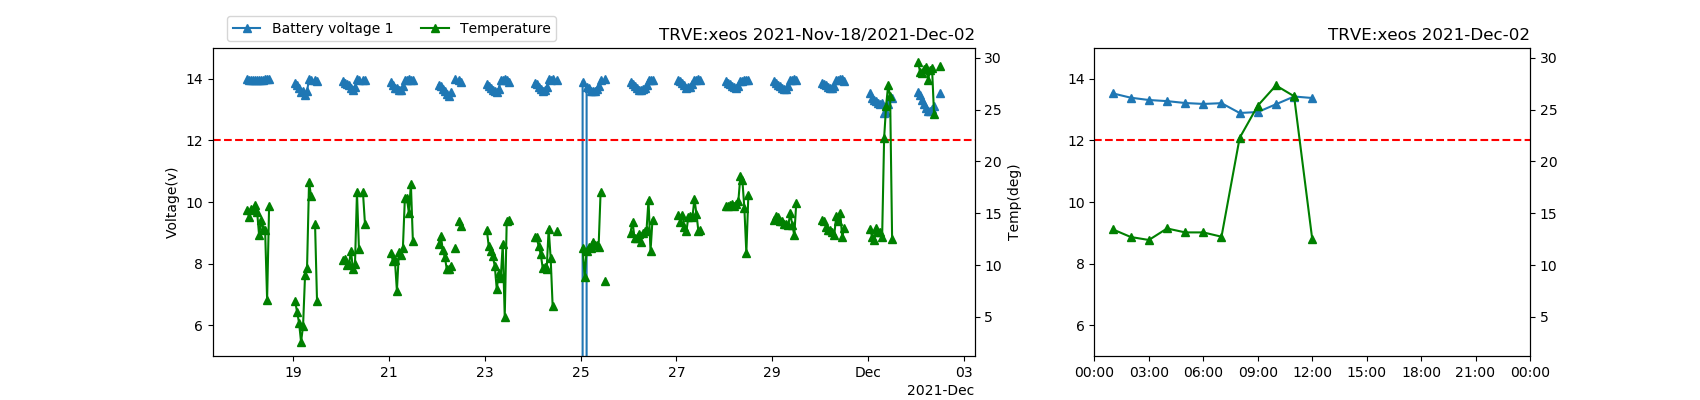 Battery voltage 1 Temperature
TRVE:xeos 2021-Nov-18/2021-Dec-02
Voltage(v)
14
12
10
8
6
30
25
20
15
10
5
Temp(deg)
19 21 23 25 27 29 Dec 03
2021-Dec
TRVE:xeos 2021-Dec-02
14
12
10
8
6
30
25
20
15
10
5
00:00 03:00 06:00 09:00 12:00 15:00 18:00 21:00 00:00